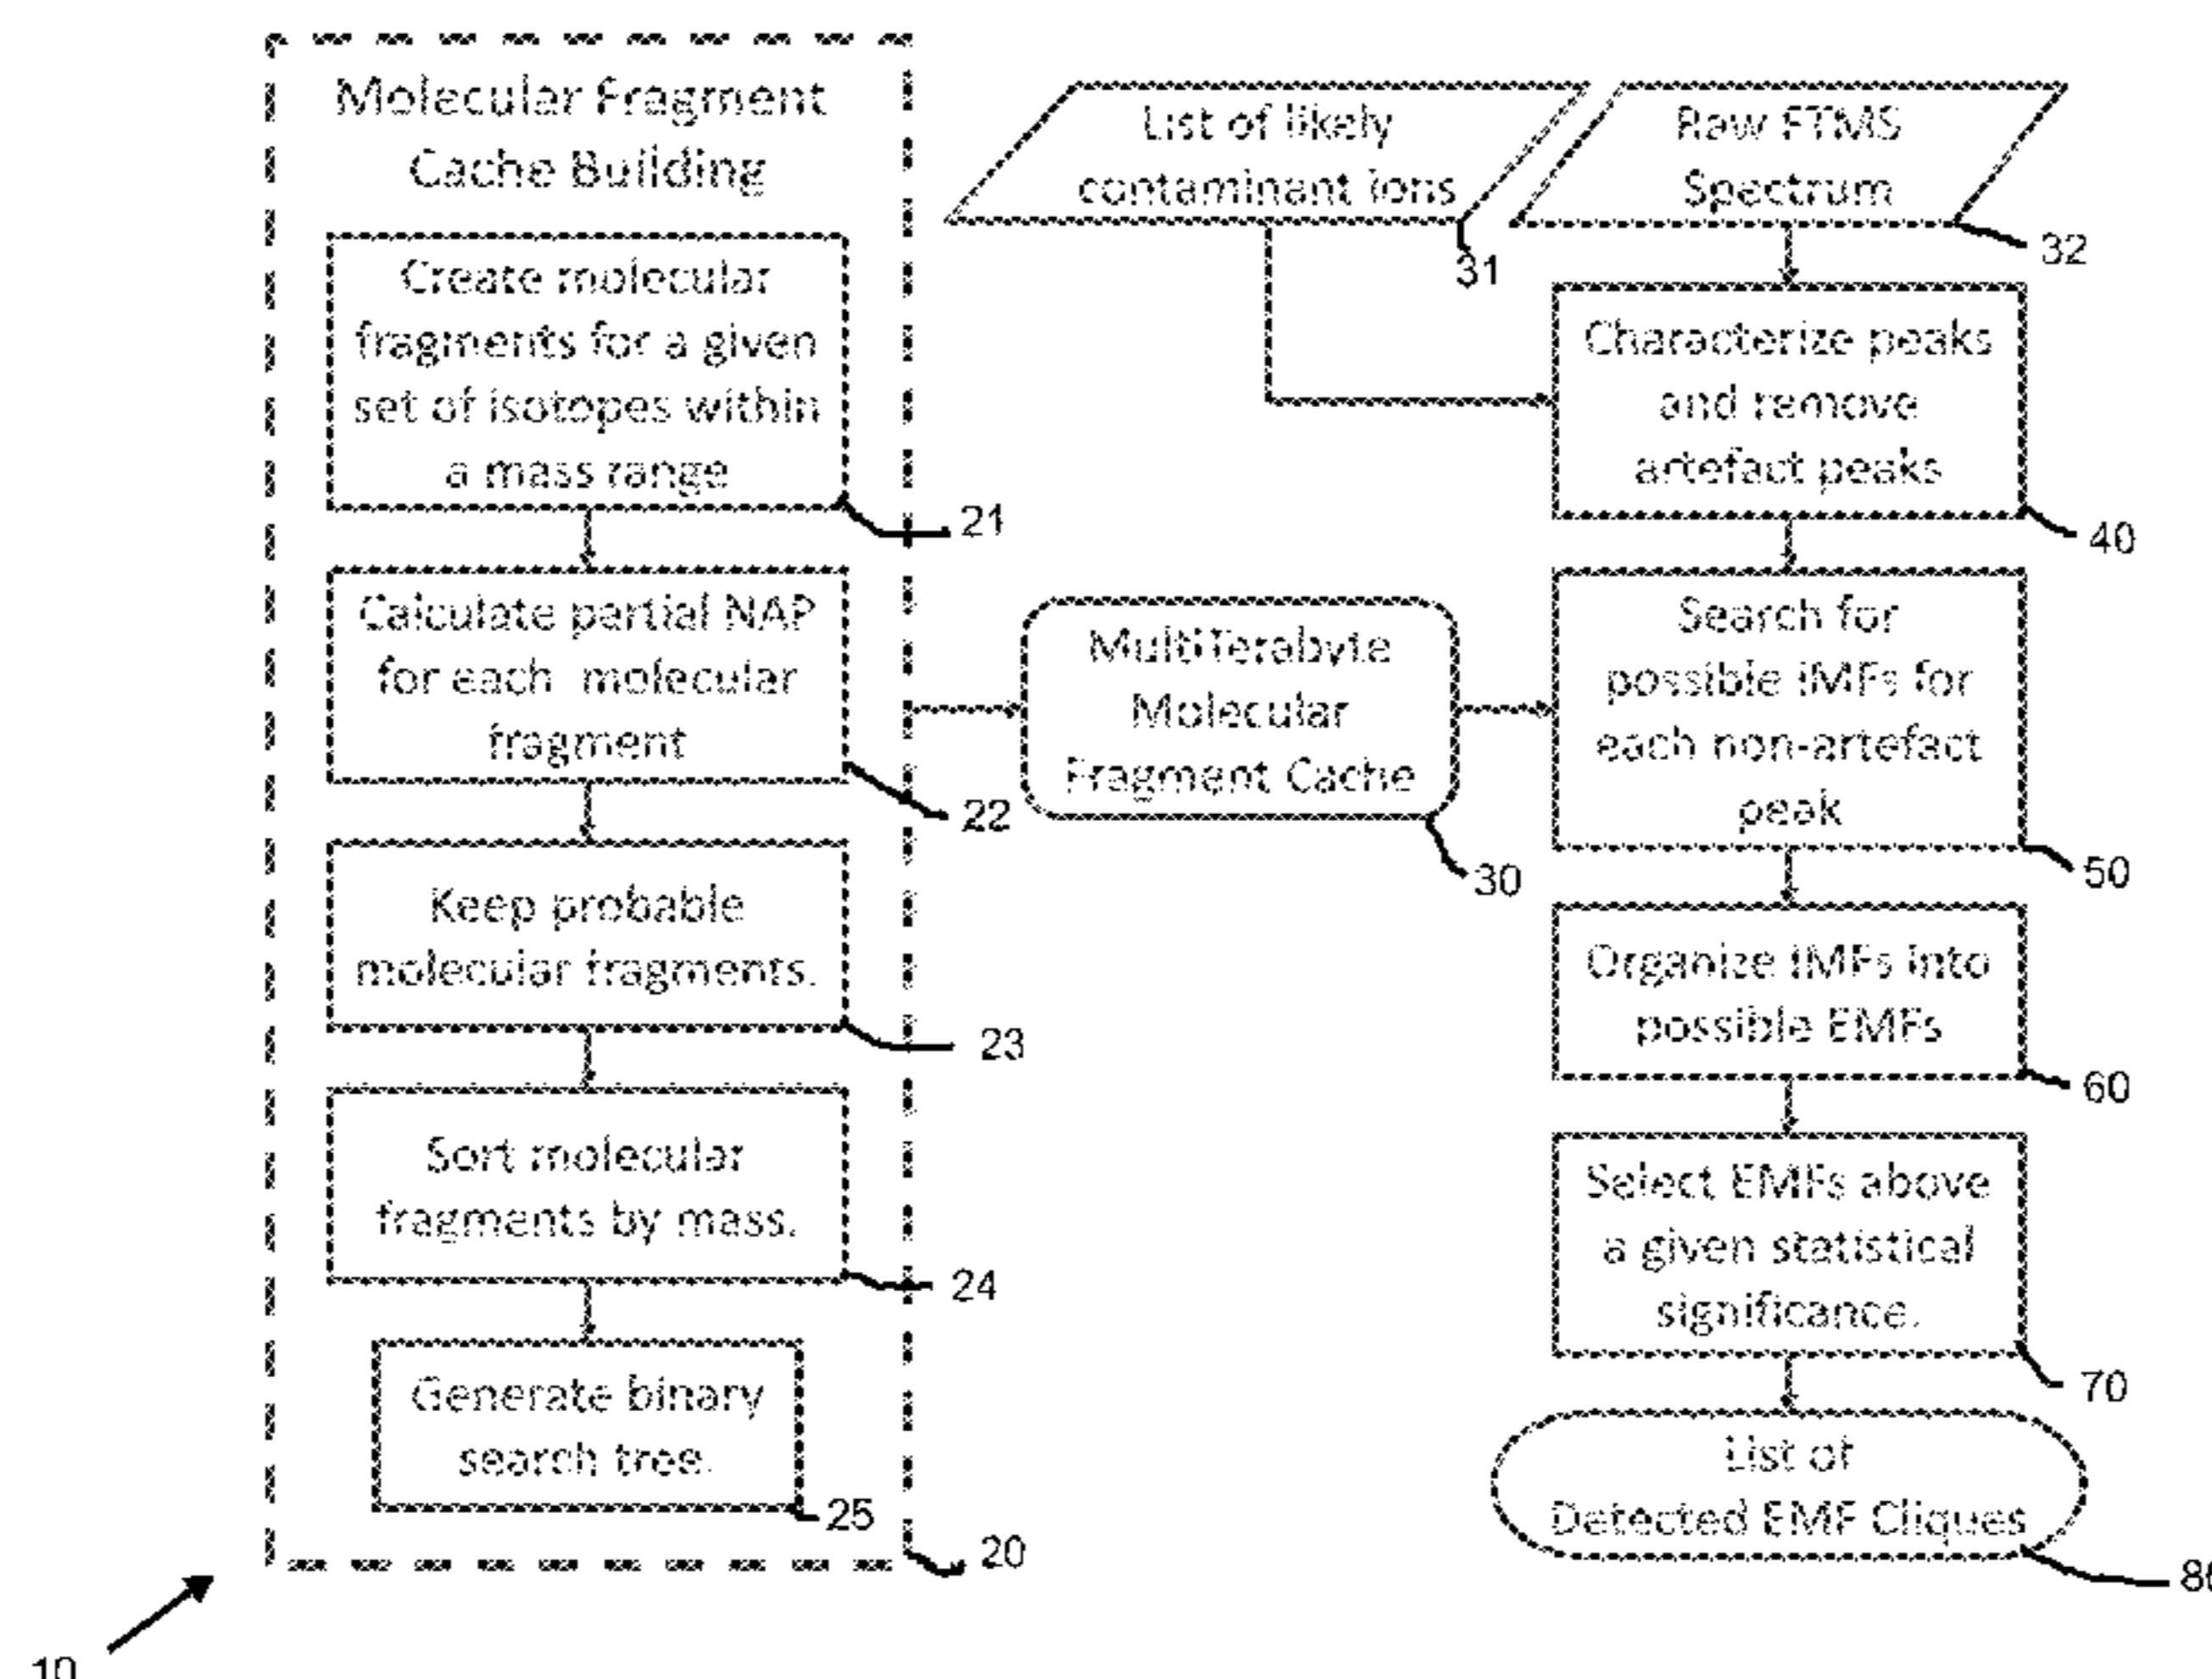 Molecular Fragment
Cache Building
Create molecular
fragments for a given
set of isotopes within
a mass range
21
Calculate partial NAP
for each molecular
fragment
22
Keep probable
molecular fragments.
23
Sort molecular
fragments by mass.
24
Generate binary
search tree.
25
20
10
MultiTerabyte
Molecular
Fragment Cache
30
List of likely
contaminant ions
31
Raw FTMS
Spectrum
32
Characterize peaks
and remove
artefact peaks
40
Search for
possible IMFs for
each non-artefact
peak
50
Organize IMFs into
possible EMFs
60
Select EMFs above
a given statistical
significance.
70
List of
Detected EMF Cliques